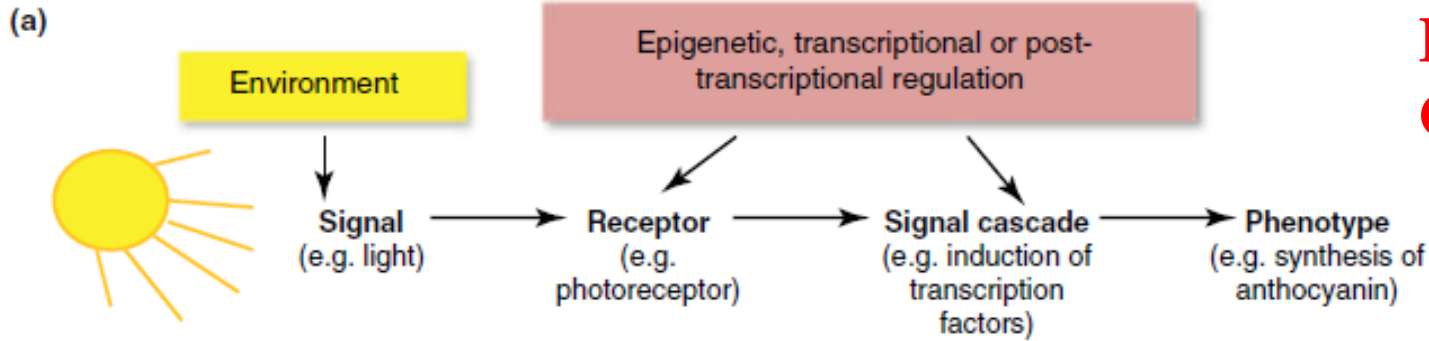 (a)
Environment
Epigenetic, transcriptional or post-
transcriptional regulation
Signal
(e.g. light)
Receptor
(e.g.
photoreceptor)
Signal cascade
(e.g. induction of
transcription
factors)
Phenotype
(e.g. synthesis of
anthocyanin)